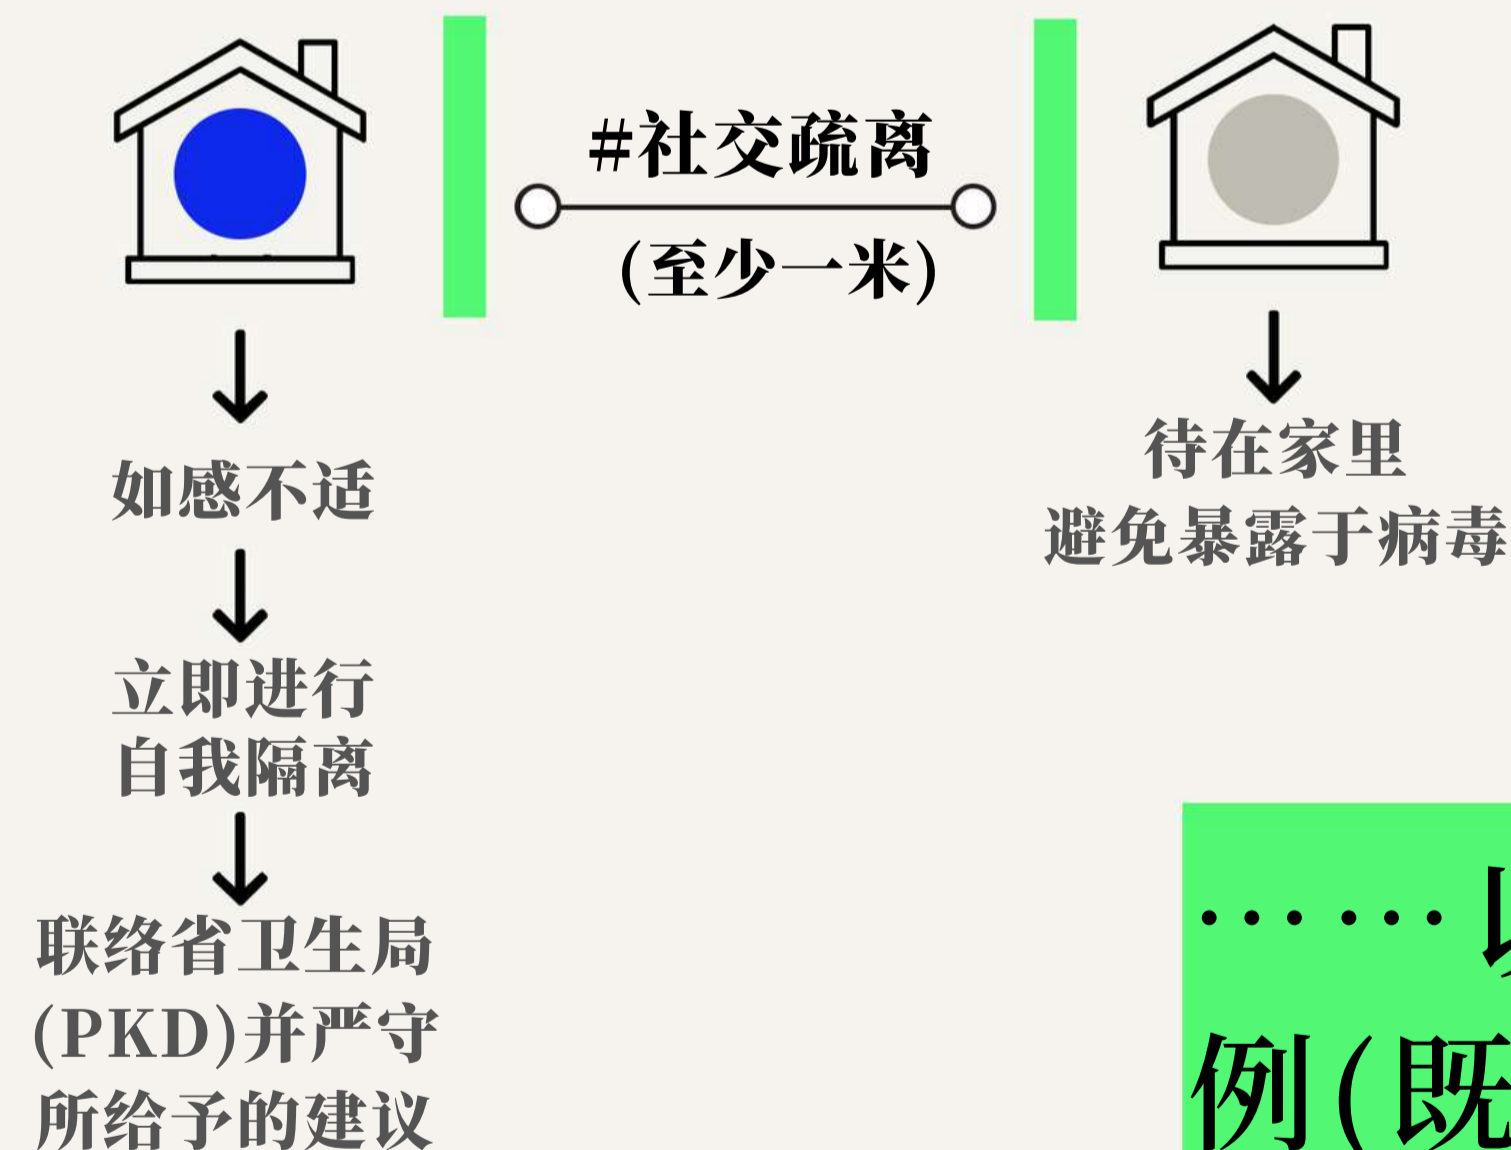 #社交疏离
(至少一米)
如感不适
立即进行
自我隔离
联络省卫生局
(PKD)并严守
所给予的建议
待在家里
避免暴露于病毒
……以
例(既